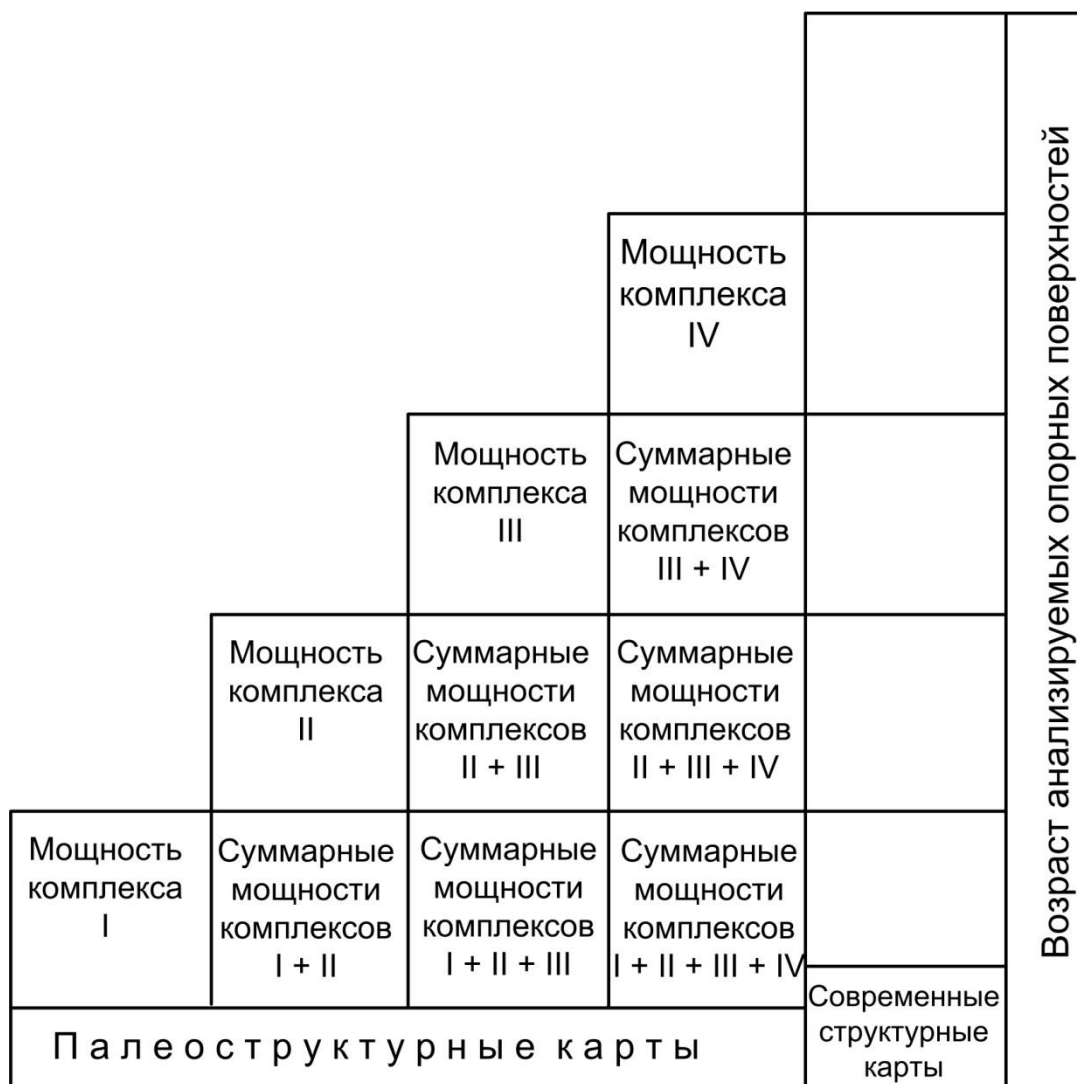 Мощность
комплекса
IV
Мощность
комплекса
III
Суммарные
мощности
комплексов
III + IV
Мощность
комплекса
II
Суммарные
мощности
комплексов
II + III
Суммарные
мощности
комплексов
II + III + IV
Мощность
комплекса
I
Суммарные
мощности
комплексов
I + II
Суммарные
мощности
комплексов
I + II + III
Суммарные
мощности
комплексов
I + II + III + IV
Палеоструктурные карты
Современные
структурные
карты
Возраст анализируемых опорных поверхностей